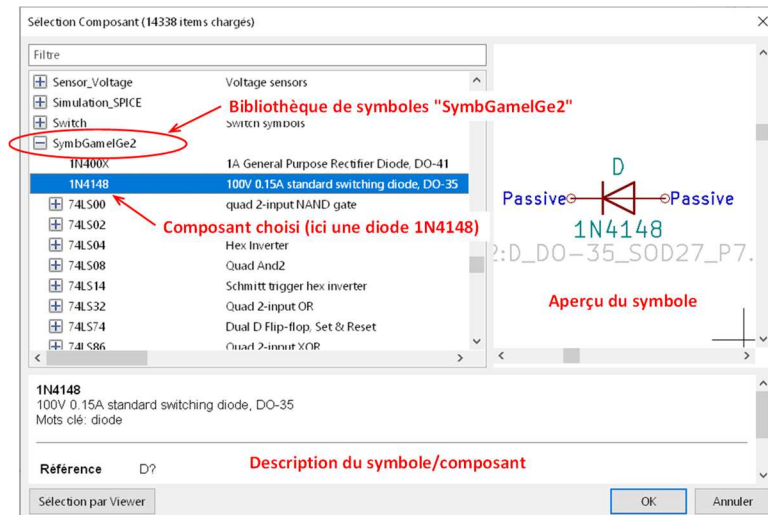 Sélection Composant (14338 items chargés)
Filtre
Sensor_Voltage Voltage sensors
Simulation_SPICE
Bibliothèque de symboles "SymbGamelGe2"
Switch Switch symbols
SymbGamelGe2
1N400X 1A General Purpose Rectifier Diode, DO-41
1N4148 100V 0.15A standard switching diode, DO-35
74LS00 quad 2-input NAND gate
74LS02
Composant choisi (ici une diode 1N4148)
74LS04 Hex Inverter
74LS08 Quad And2
74LS14 Schmitt trigger hex inverter
74LS32 Quad 2-input OR
74LS74 Dual D Flip-flop, Set & Reset
74LS86 Quad 2-input XOR
D
Passive Passive
1N4148
2:D_DO-35_SOD27_P7.
Aperçu du symbole
1N4148
100V 0.15A standard switching diode, DO-35
Mots clé: diode
Référence D?
Description du symbole/composant
Sélection par Viewer OK Annuler